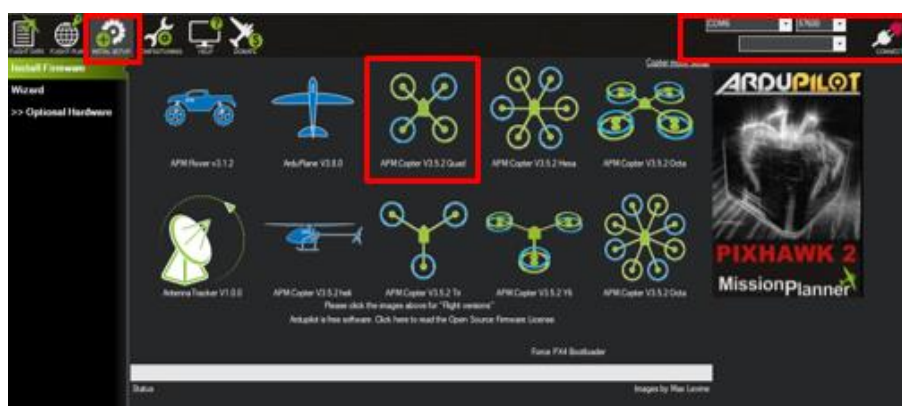 COM6 57600
FLIGHT DATA FLIGHT PLAN INITIAL SETUP CONFIG/TUNING HELP DONATE CONNECT
Install Firmware
Wizard
>> Optional Hardware
ARDUPILOT
APM Rover v3.1.2 ArduPlane V3.8.0 APM:Copter V3.5.2 Quad APM:Copter V3.5.2 Hexa APM:Copter V3.5.2 Octa
PIXHAWK 2
Mission Planner
Antenna Tracker V1.0.0 APM:Copter V3.5.2 heli APM:Copter V3.5.2 Tri APM:Copter V3.5.2 Y6 APM:Copter V3.5.2 Octa
Please click the images above for "Flight versions"
Ardupilot is free software. Click here to read the Open Source Firmware License
Force PX4 Bootloader
Status
Images by Max Levine